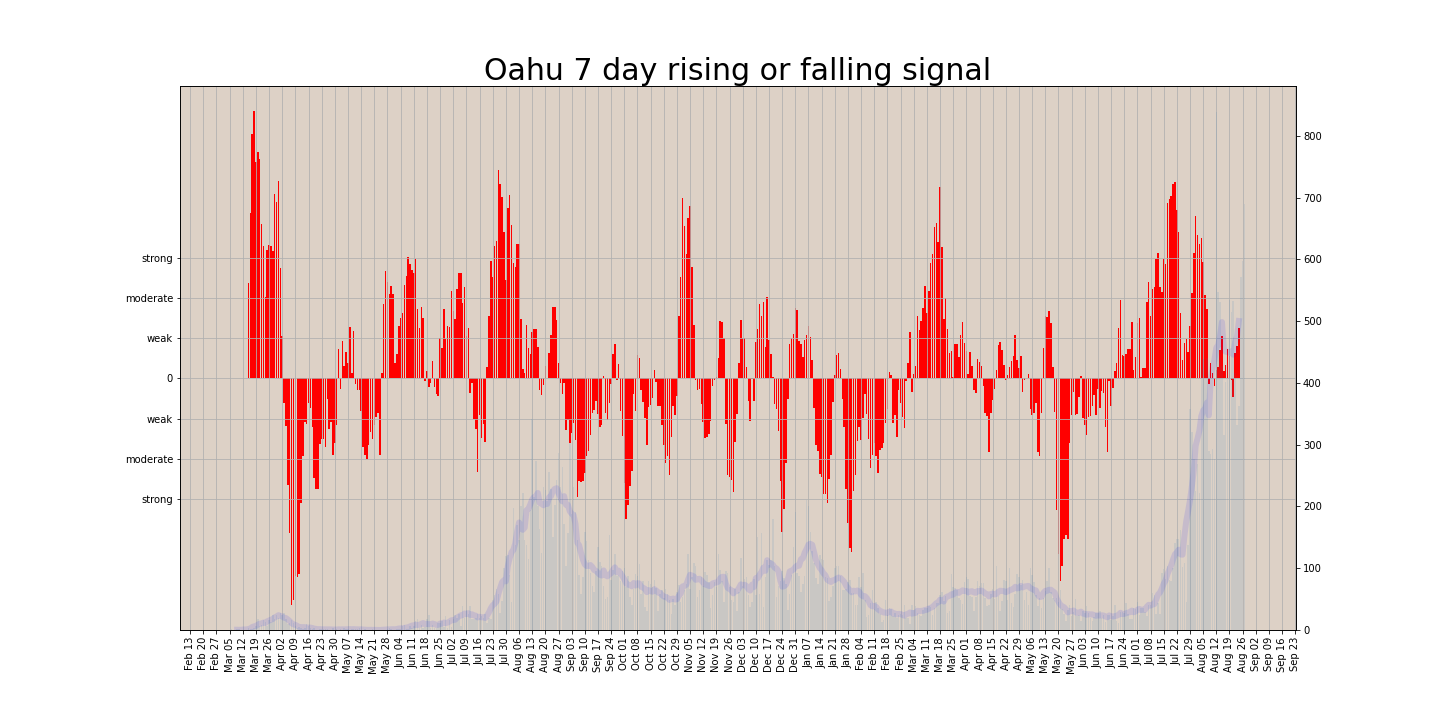 Oahu 7 day rising or falling signal
strong
moderate
weak
0
weak
moderate
strong
800
700
600
500
400
300
200
100
0
Feb 13
Feb 20
Feb 27
Mar 05
Mar 12
Mar 19
Mar 26
Apr 02
Apr 09
Apr 16
Apr 23
Apr 30
May 07
May 14
May 21
May 28
Jun 04
Jun 11
Jun 18
Jun 25
Jul 02
Jul 09
Jul 16
Jul 23
Jul 30
Aug 06
Aug 13
Aug 20
Aug 27
Sep 03
Sep 10
Sep 17
Sep 24
Oct 01
Oct 08
Oct 15
Oct 22
Oct 29
Nov 05
Nov 12
Nov 19
Nov 26
Dec 03
Dec 10
Dec 17
Dec 24
Dec 31
Jan 07
Jan 14
Jan 21
Jan 28
Feb 04
Feb 11
Feb 18
Feb 25
Mar 04
Mar 11
Mar 18
Mar 25
Apr 01
Apr 08
Apr 15
Apr 22
Apr 29
May 06
May 13
May 20
May 27
Jun 03
Jun 10
Jun 17
Jun 24
Jul 01
Jul 08
Jul 15
Jul 22
Jul 29
Aug 05
Aug 12
Aug 19
Aug 26
Sep 02
Sep 09
Sep 16
Sep 23